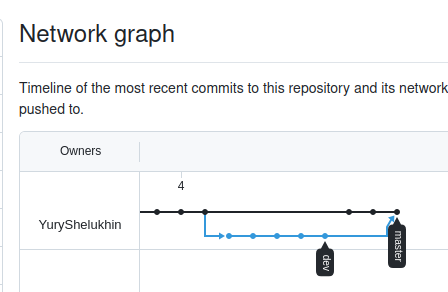 Network graph
Timeline of the most recent commits to this repository and its network
pushed to.
Owners
4
YuryShelukhin
master
dev